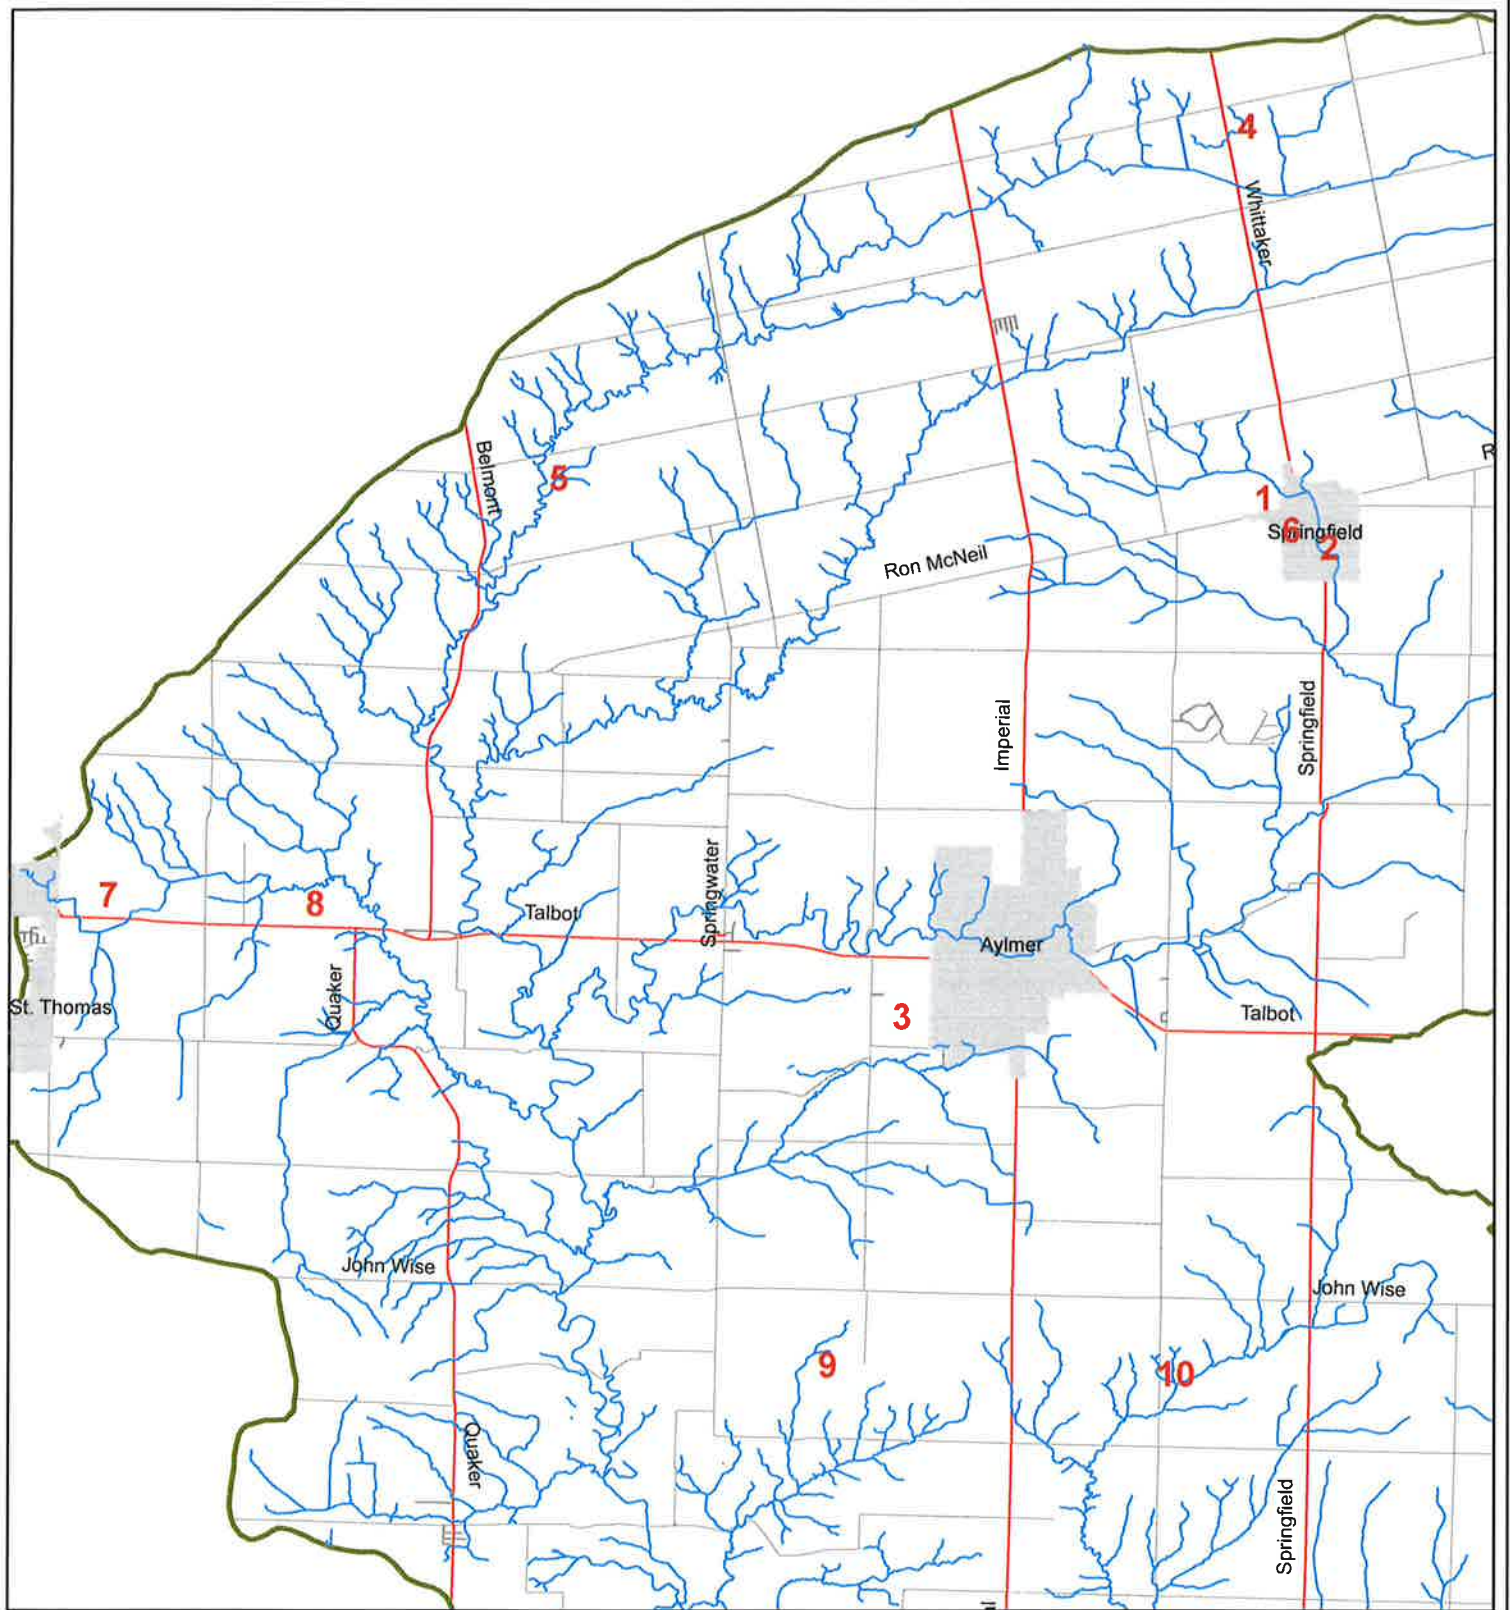 4
Whittaker
Belmont
5
R
1
6
Springfield
2
Ron McNeil
Imperial
Springfield
Springwater
7
8
Talbot
Aylmer
Quaker
St. Thomas
3
Talbot
John Wise
John Wise
9
10
Quaker
Springfield
al